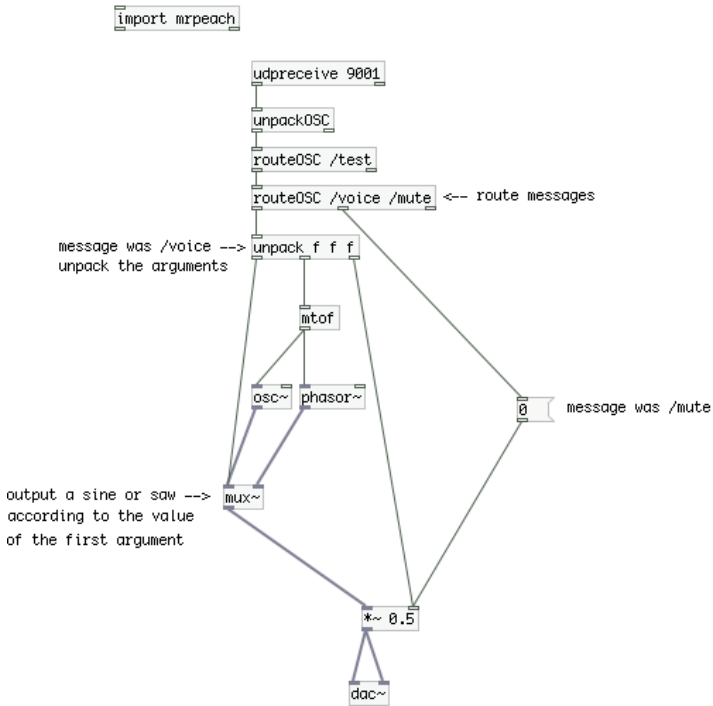 import mrpeach
udpreceive 9001
unpackOSC
routeOSC /test
routeOSC /voice /mute
<-- route messages
message was /voice -->
unpack the arguments
unpack f f f
mtof
osc~
phasor~
0
message was /mute
output a sine or saw -->
according to the value
of the first argument
mux~
*~ 0.5
dac~